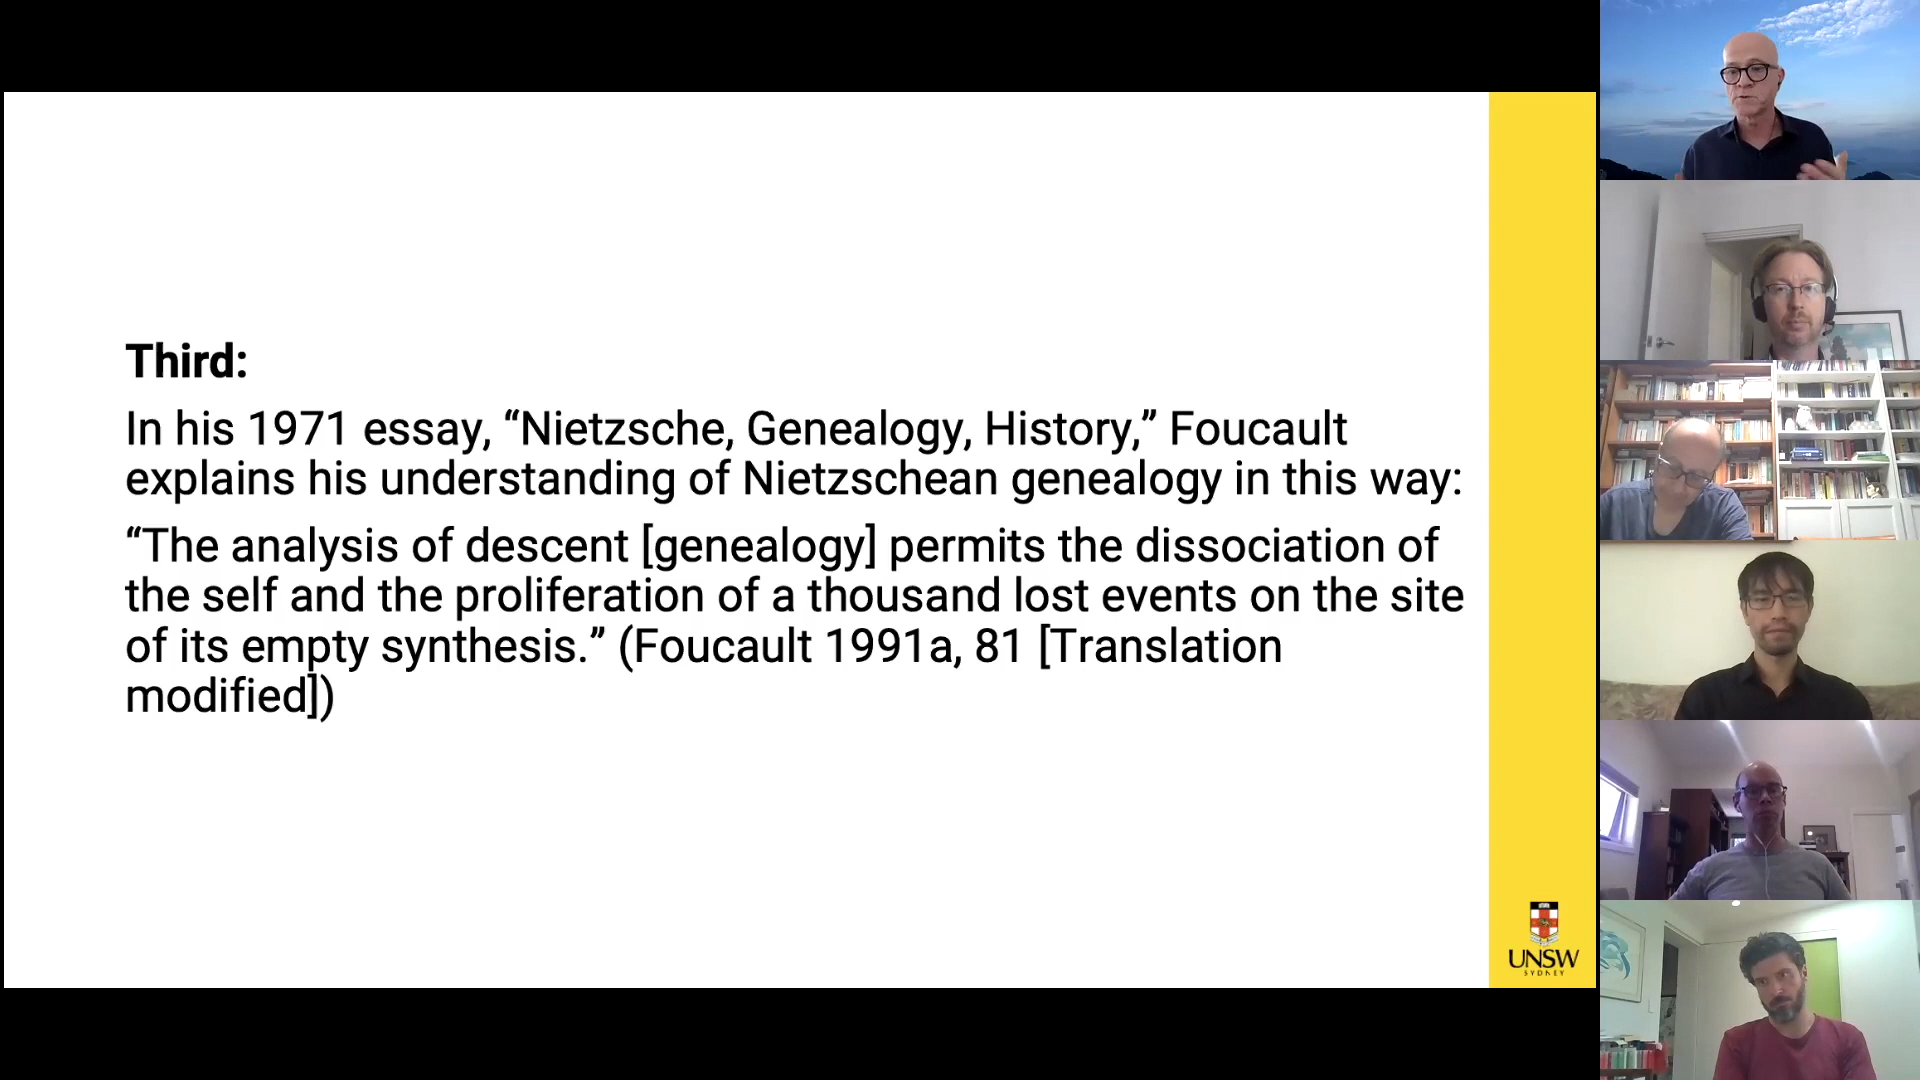 Third:
In his 1971 essay, “Nietzsche, Genealogy, History,” Foucault
explains his understanding of Nietzschean genealogy in this way:
“The analysis of descent [genealogy] permits the dissociation of
the self and the proliferation of a thousand lost events on the site
of its empty synthesis.” (Foucault 1991a, 81 [Translation
modified])
UNSW
SYDNEY